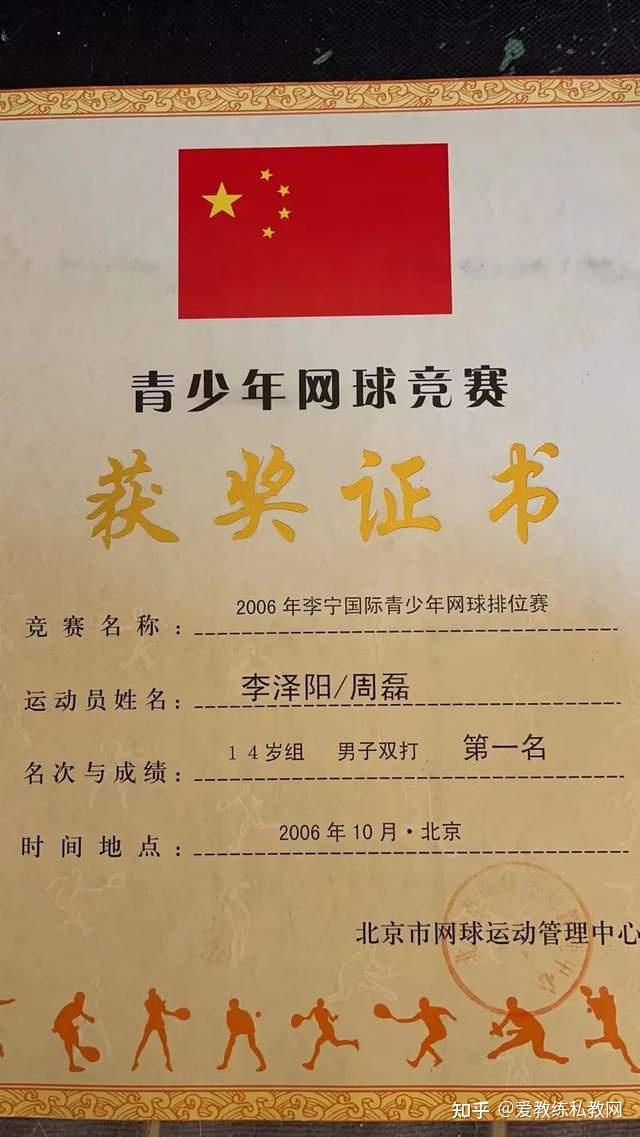 青少年网球竞赛
获奖证书
竞赛名称：2006年李宁国际青少年网球排位赛
运动员姓名：李泽阳/周磊
名次与成绩：14岁组 男子双打 第一名
时间地点：2006年10月·北京
北京市网球运动管理中心
知乎 @爱教练私教网